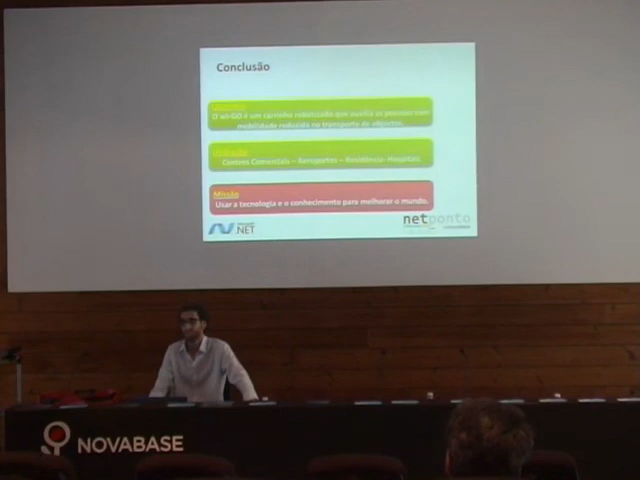 Conclusão
O wi-GO é um carrinho robotizado que auxilia as pessoas com
mobilidade reduzida no transporte de objectos.
Centros Comerciais – Aeroportos – Residência- Hospitais
Missão
Usar a tecnologia e o conhecimento para melhorar o mundo.
.NET
netponto
NOVABASE